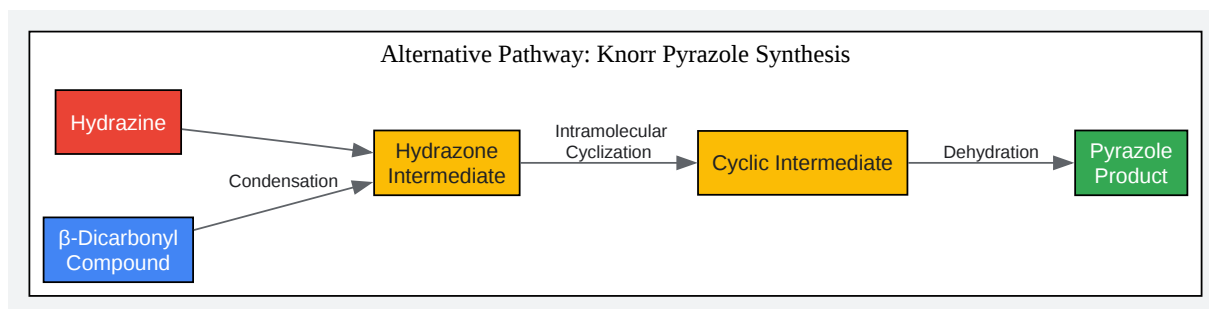 Alternative Pathway: Knorr Pyrazole Synthesis
Hydrazine
β-Dicarbonyl
Compound
Condensation
Hydrazone
Intermediate
Intramolecular
Cyclization
Cyclic Intermediate
Dehydration
Pyrazole
Product